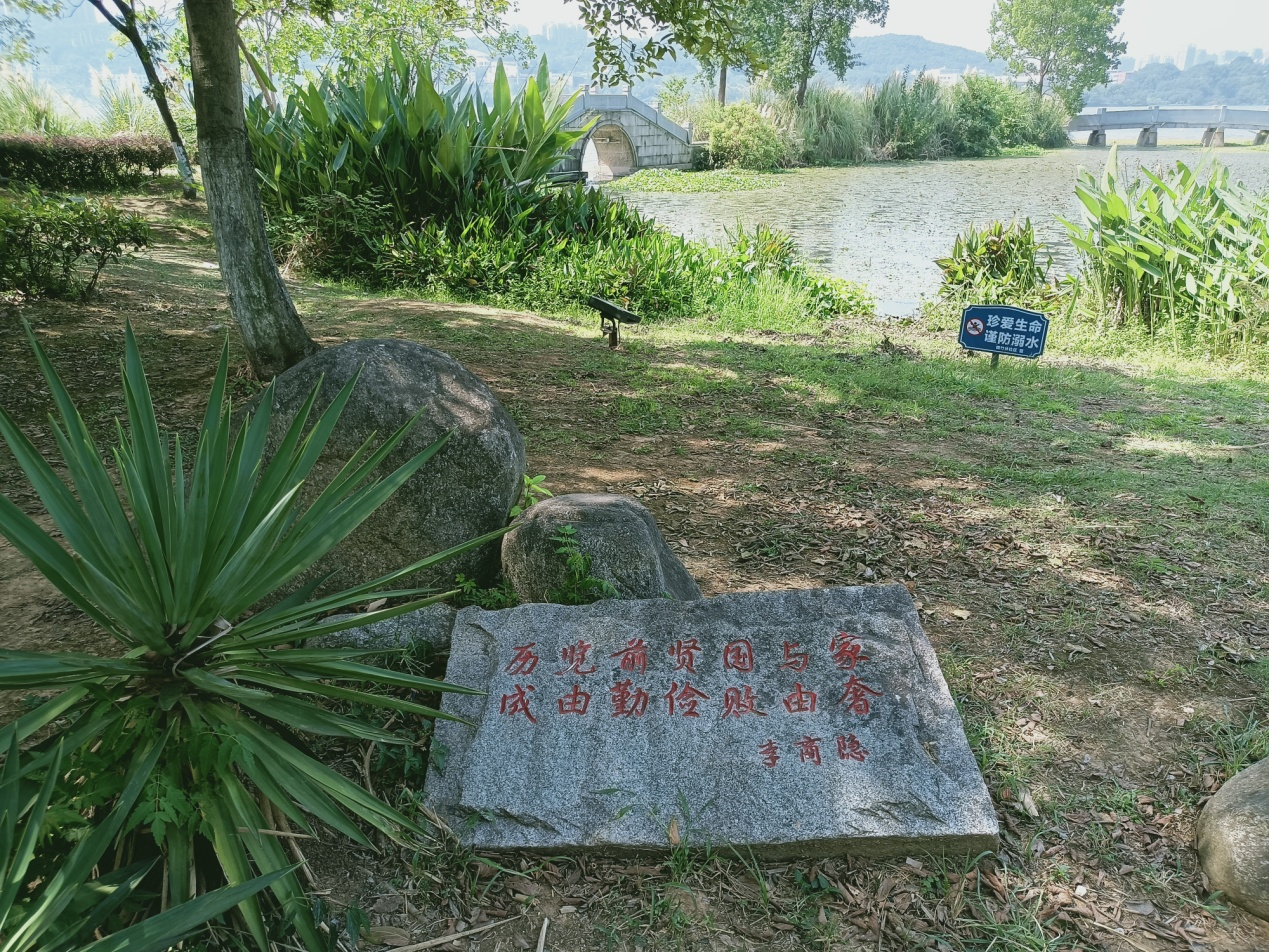 珍爱生命
谨防溺水
历览前贤国与家
成由勤俭败由奢
李商隐